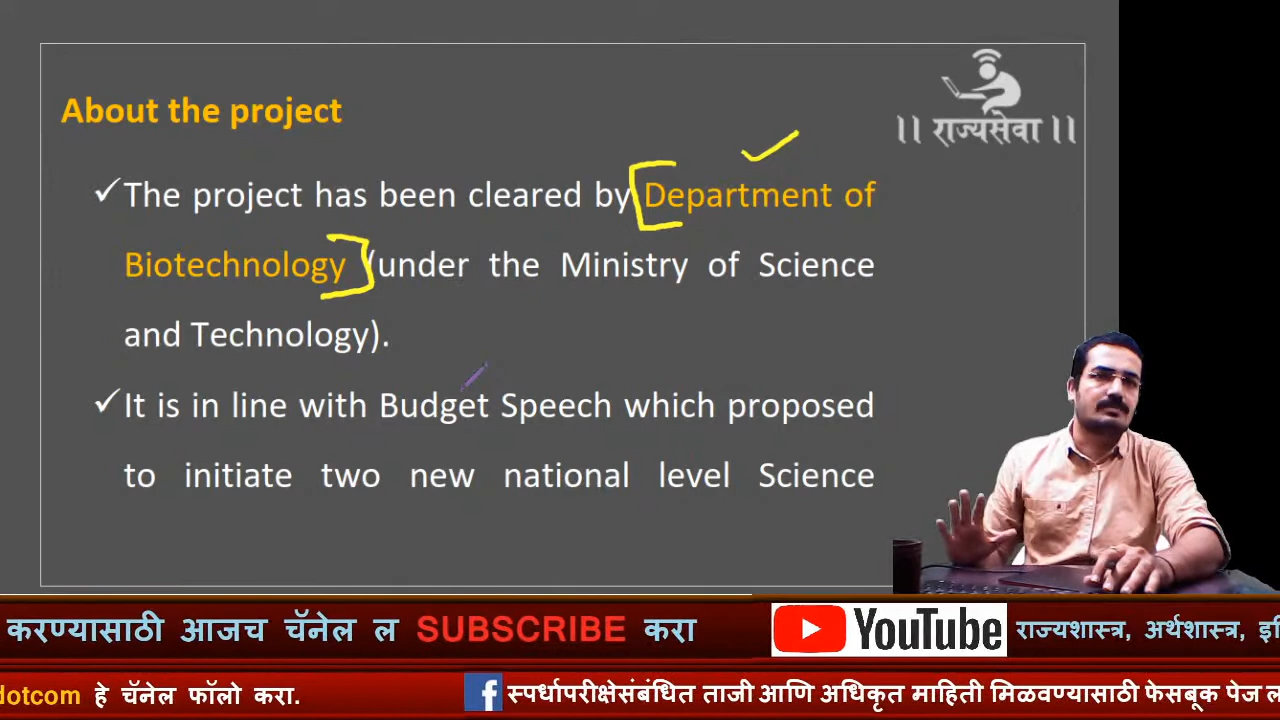 About the project
।। राज्यसेवा ।।
✓ The project has been cleared by Department of
Biotechnology (under the Ministry of Science
and Technology).
✓ It is in line with Budget Speech which proposed
to initiate two new national level Science
करण्यासाठी आजच चॅनेल ल SUBSCRIBE करा
YouTube
राज्यशास्त्र, अर्थशास्त्र, इ
dotcom हे चॅनेल फॉलो करा.
f स्पर्धापरीक्षेसंबंधित ताजी आणि अधिकृत माहिती मिळवण्यासाठी फेसबूक पेज ल